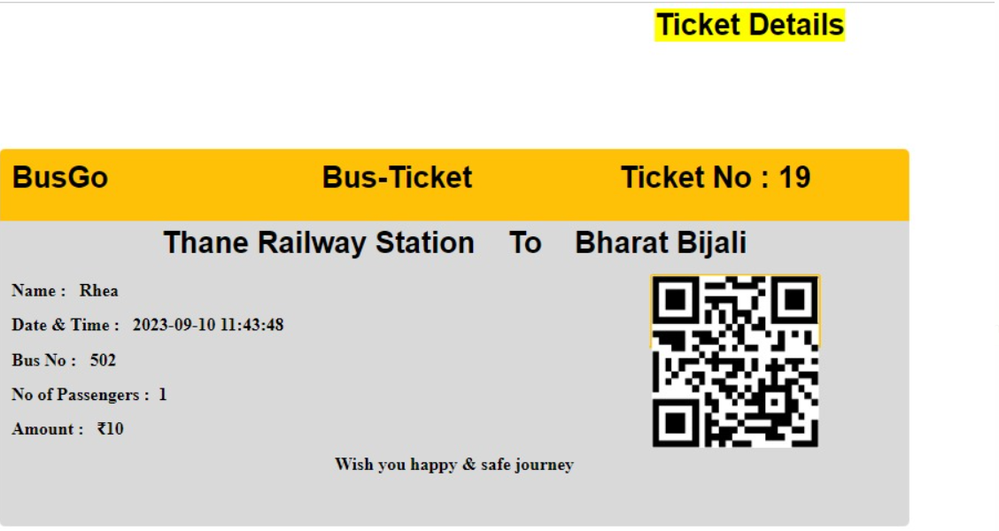 Ticket Details
BusGo Bus-Ticket Ticket No : 19
Thane Railway Station To Bharat Bijali
Name : Rhea
Date & Time : 2023-09-10 11:43:48
Bus No : 502
No of Passengers : 1
Amount : ₹10
Wish you happy & safe journey